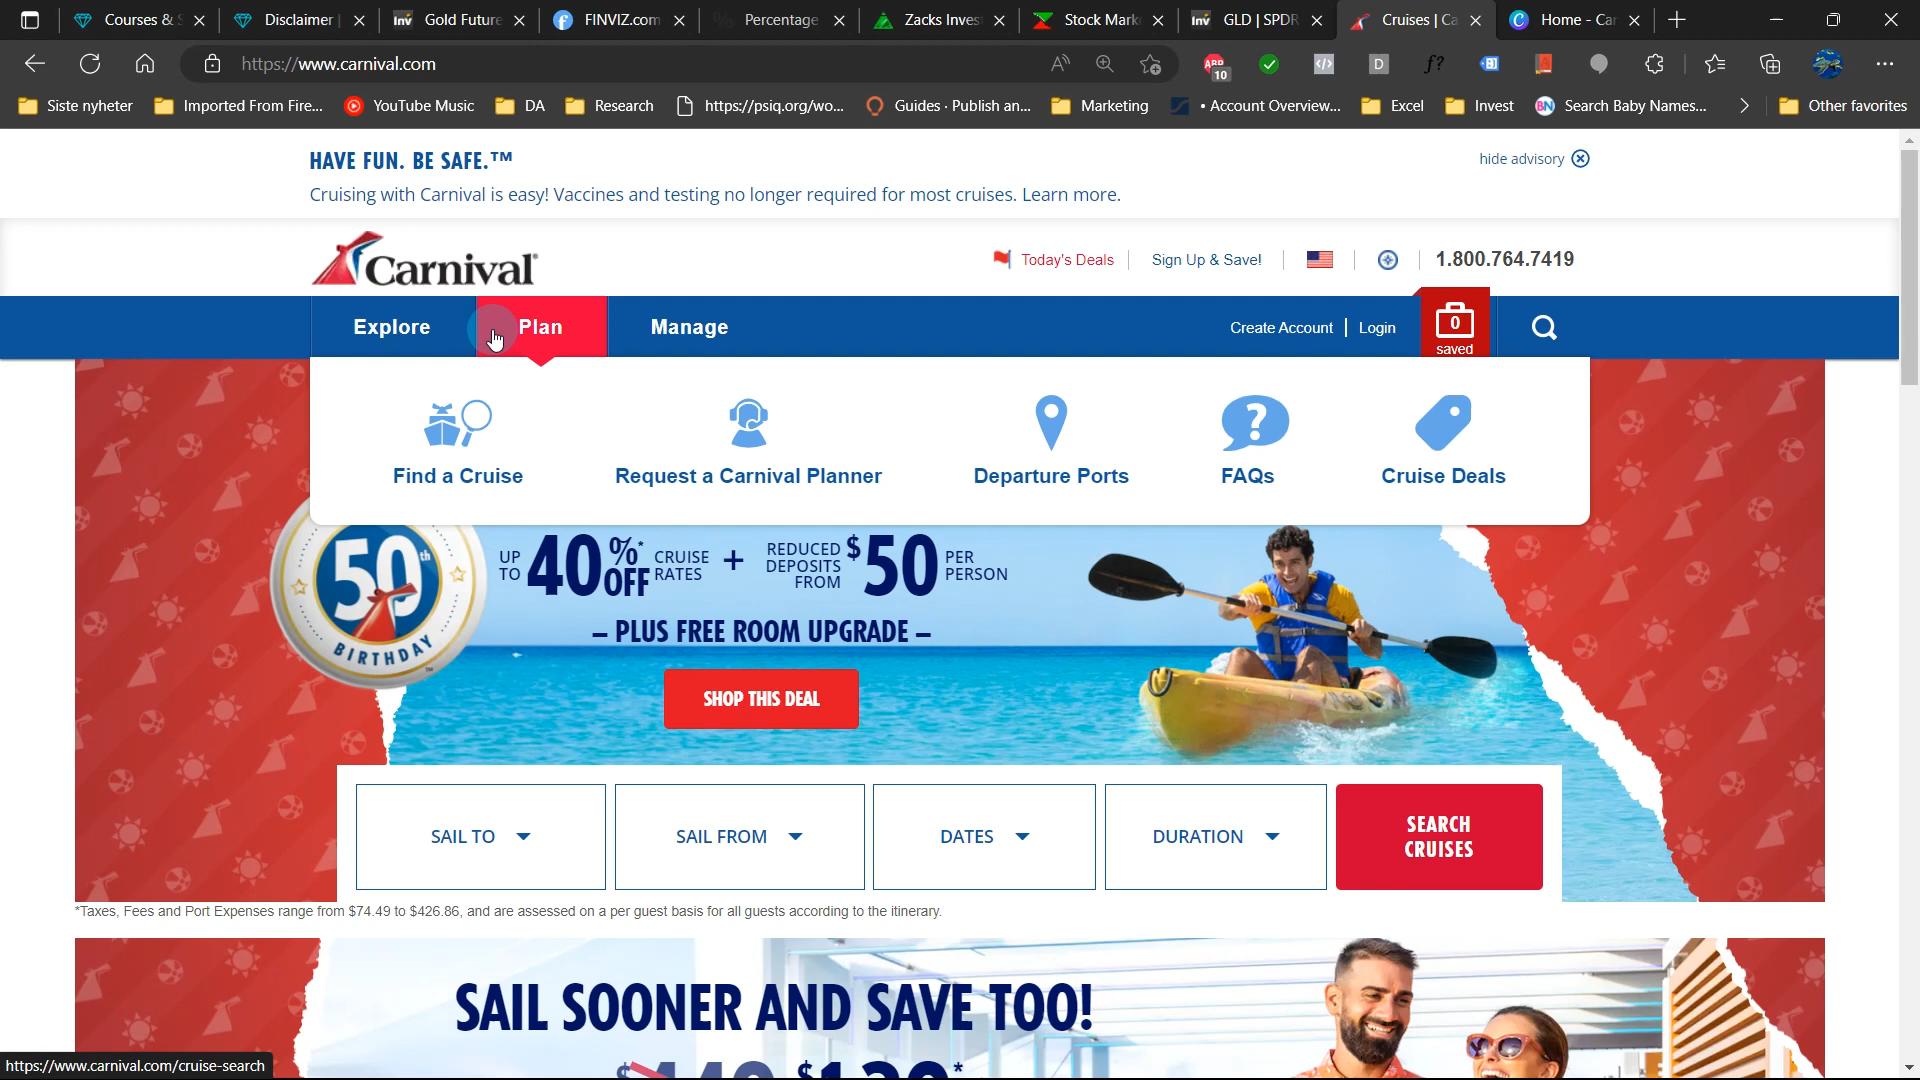 Courses & S
Disclaimer
Inv Gold Future
FINVIZ.com
Percentage
Zacks Inves
Stock Mark
Inv GLD | SPDR
Cruises | Ca
Home - Can
https://www.carnival.com
ABP
10
D
f?
Siste nyheter
Imported From Fire...
YouTube Music
DA
Research
https://psiq.org/wo...
Guides · Publish an...
Marketing
• Account Overview...
Excel
Invest
BN Search Baby Names...
Other favorites
HAVE FUN. BE SAFE.™
hide advisory
Cruising with Carnival is easy! Vaccines and testing no longer required for most cruises. Learn more.
Carnival
Today's Deals
Sign Up & Save!
1.800.764.7419
Explore
Plan
Manage
Create Account
Login
0
saved
Find a Cruise
Request a Carnival Planner
Departure Ports
?
FAQs
Cruise Deals
50th
BIRTHDAY™
UP TO 40%* OFF CRUISE RATES + REDUCED DEPOSITS FROM $50 PER PERSON
– PLUS FREE ROOM UPGRADE –
SHOP THIS DEAL
SAIL TO
SAIL FROM
DATES
DURATION
SEARCH
CRUISES
*Taxes, Fees and Port Expenses range from $74.49 to $426.86, and are assessed on a per guest basis for all guests according to the itinerary.
SAIL SOONER AND SAVE TOO!
https://www.carnival.com/cruise-search